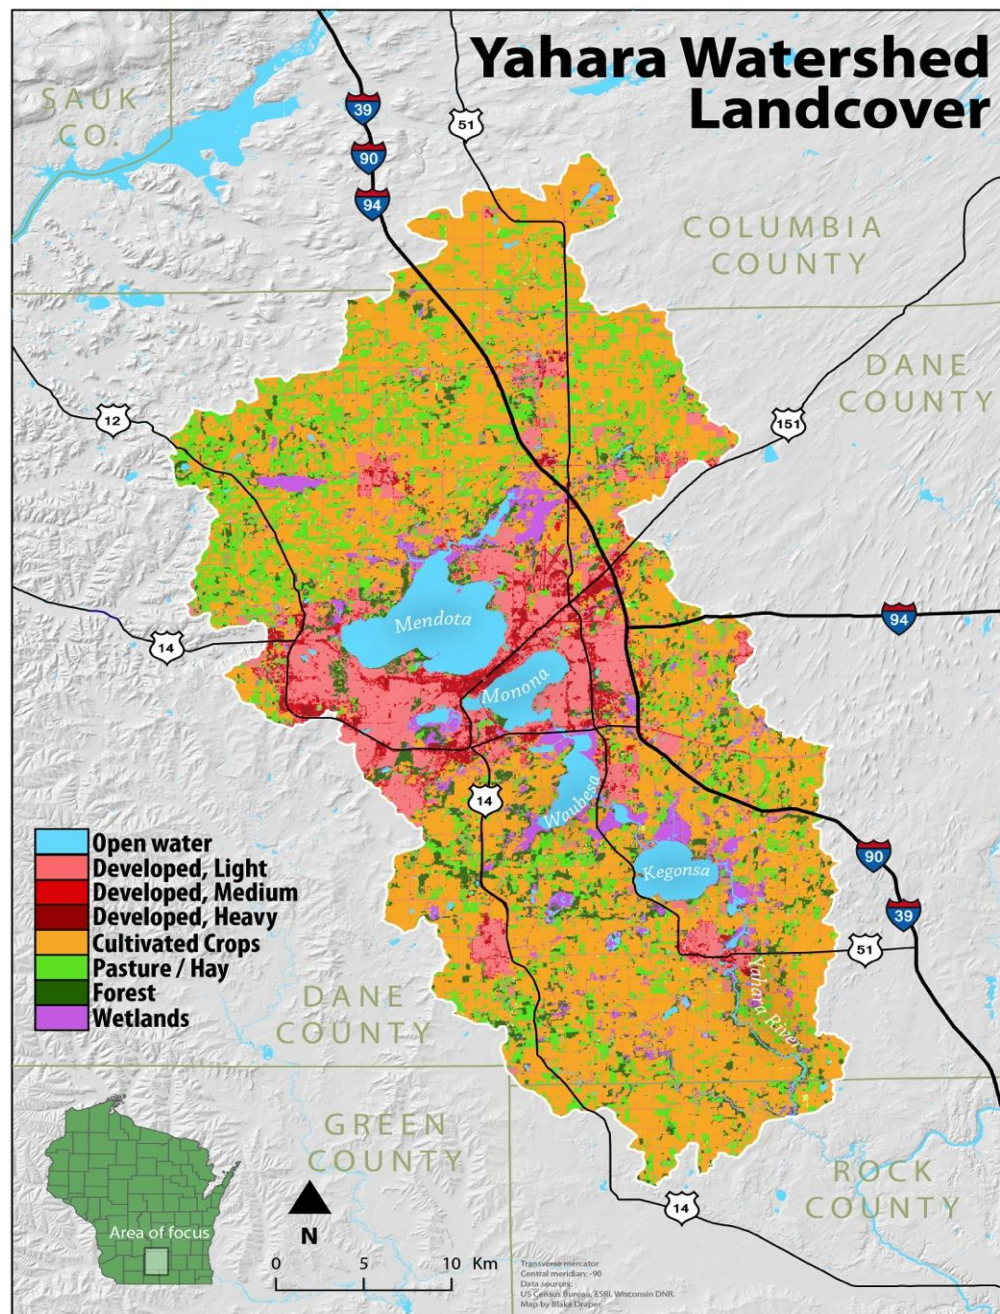 Yahara Watershed
Landcover
SAUK
CO.
39
90
94
51
COLUMBIA
COUNTY
DANE
COUNTY
12
151
14
94
Mendota
Monona
Waubesa
Kegonsa
14
90
39
51
Yahara River
Open water
Developed, Light
Developed, Medium
Developed, Heavy
Cultivated Crops
Pasture / Hay
Forest
Wetlands
DANE
COUNTY
GREEN
COUNTY
ROCK
COUNTY
14
Area of focus
N
0 5 10 Km
Transverse mercator
Central meridian: -90
Data sources:
US Census Bureau, ESRI, Wisconsin DNR.
Map by Blake Draper